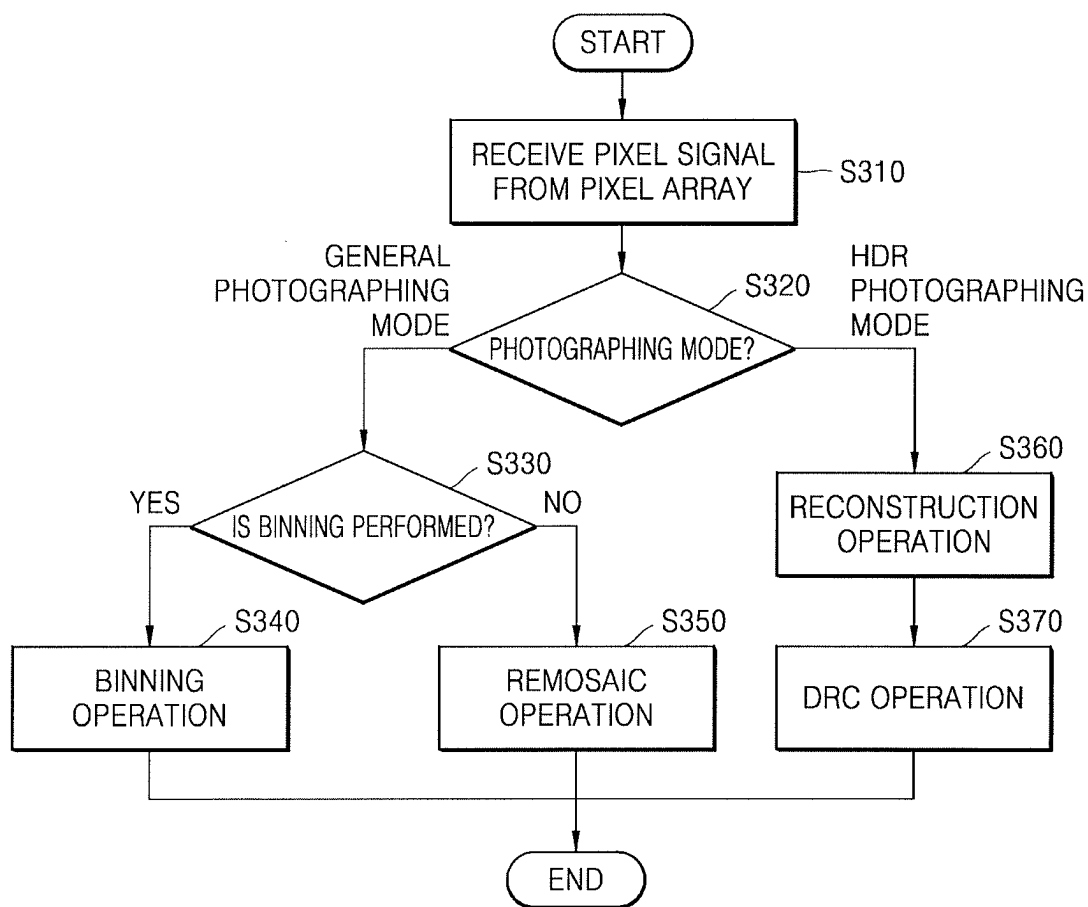 START
RECEIVE PIXEL SIGNAL
FROM PIXEL ARRAY
S310
GENERAL
PHOTOGRAPHING
MODE
HDR
PHOTOGRAPHING
MODE
S320
PHOTOGRAPHING MODE?
S330
YES
IS BINNING PERFORMED?
NO
S360
RECONSTRUCTION
OPERATION
S340
BINNING
OPERATION
S350
REMOSAIC
OPERATION
S370
DRC OPERATION
END